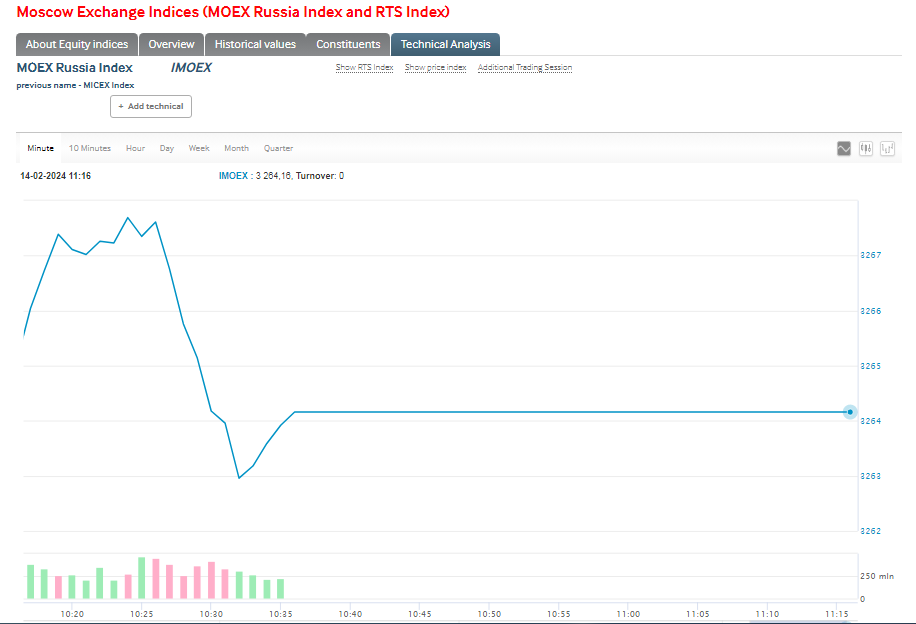 Moscow Exchange Indices (MOEX Russia Index and RTS Index)
About Equity indices Overview Historical values Constituents Technical Analysis
MOEX Russia Index IMOEX Show RTS Index Show price index Additional Trading Session
previous name - MICEX Index
+ Add technical
Minute 10 Minutes Hour Day Week Month Quarter
14-02-2024 11:16 IMOEX : 3 264,16, Turnover: 0
3267
3266
3265
3264
3263
3262
250 mln
0
10:20 10:25 10:30 10:35 10:40 10:45 10:50 10:55 11:00 11:05 11:10 11:15